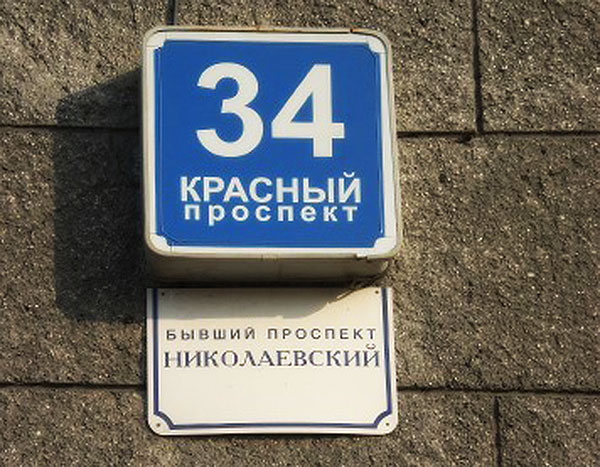 34
КРАСНЫЙ
проспект
БЫВШИЙ ПРОСПЕКТ
НИКОЛАЕВСКИЙ